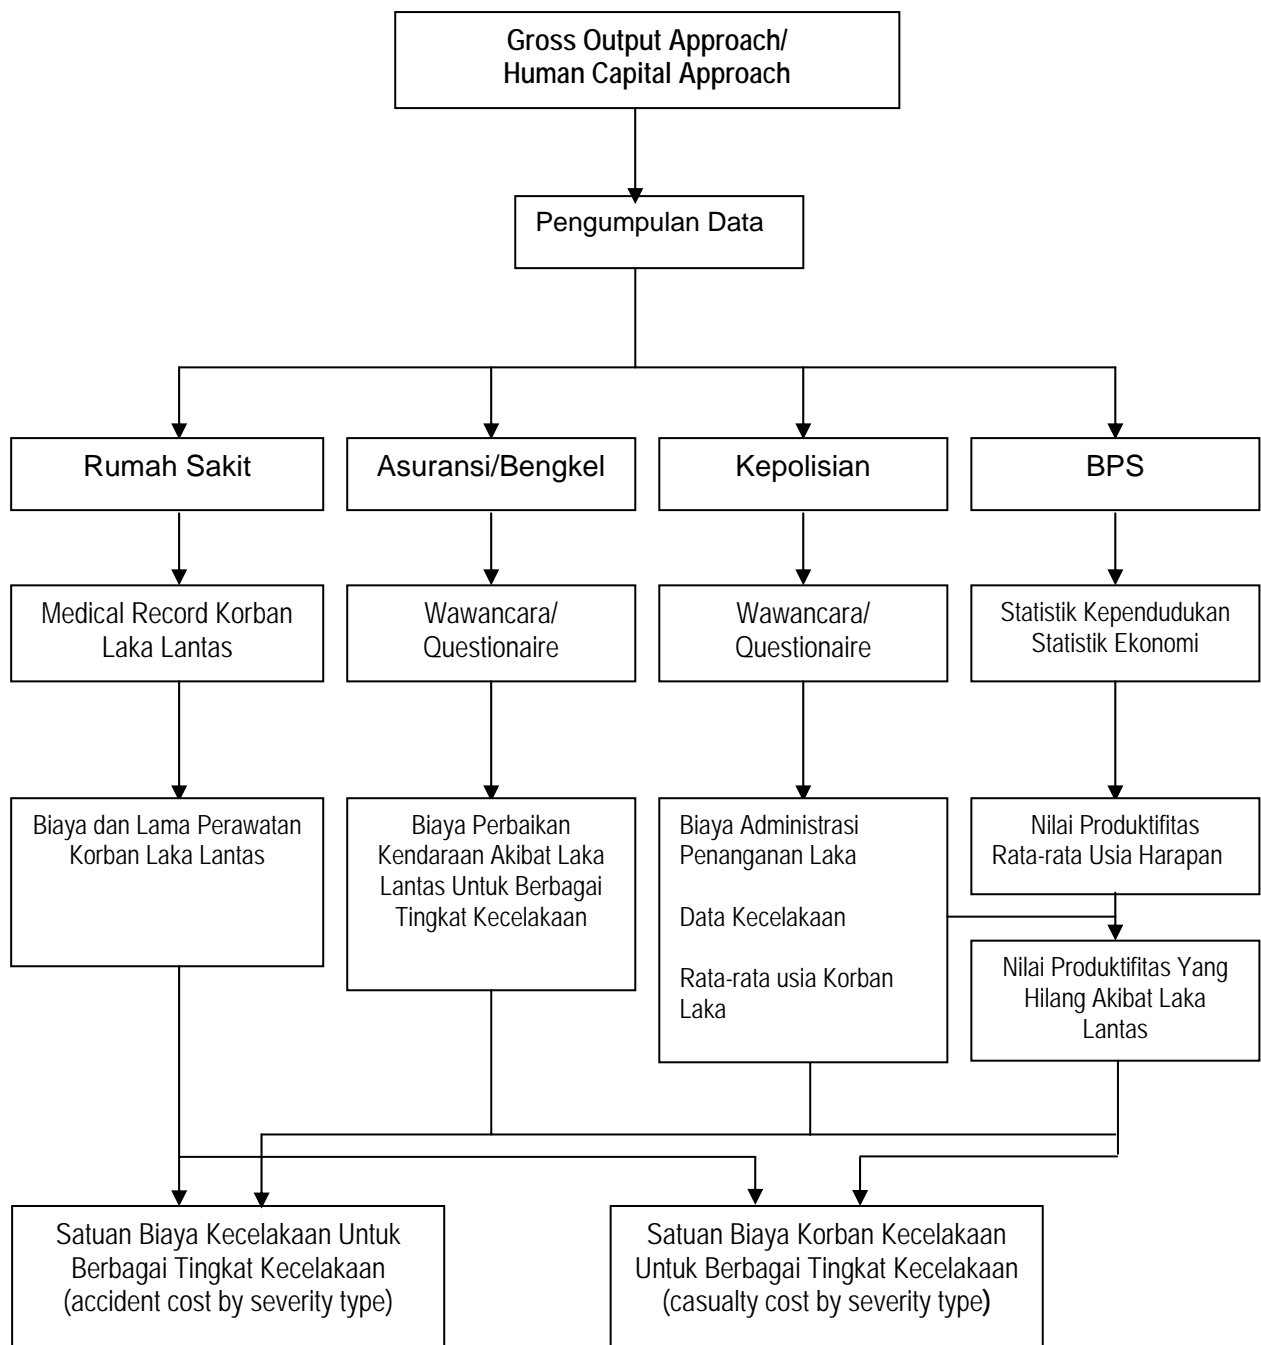 Gross Output Approach/
Human Capital Approach
Pengumpulan Data
Rumah Sakit
Asuransi/Bengkel
Kepolisian
BPS
Medical Record Korban
Laka Lantas
Wawancara/
Questionaire
Wawancara/
Questionaire
Statistik Kependudukan
Statistik Ekonomi
Biaya dan Lama Perawatan
Korban Laka Lantas
Biaya Perbaikan
Kendaraan Akibat Laka
Lantas Untuk Berbagai
Tingkat Kecelakaan
Biaya Administrasi
Penanganan Laka
Data Kecelakaan
Rata-rata usia Korban
Laka
Nilai Produktifitas
Rata-rata Usia Harapan
Nilai Produktifitas Yang
Hilang Akibat Laka
Lantas
Satuan Biaya Kecelakaan Untuk
Berbagai Tingkat Kecelakaan
(accident cost by severity type)
Satuan Biaya Korban Kecelakaan
Untuk Berbagai Tingkat Kecelakaan
(casualty cost by severity type)